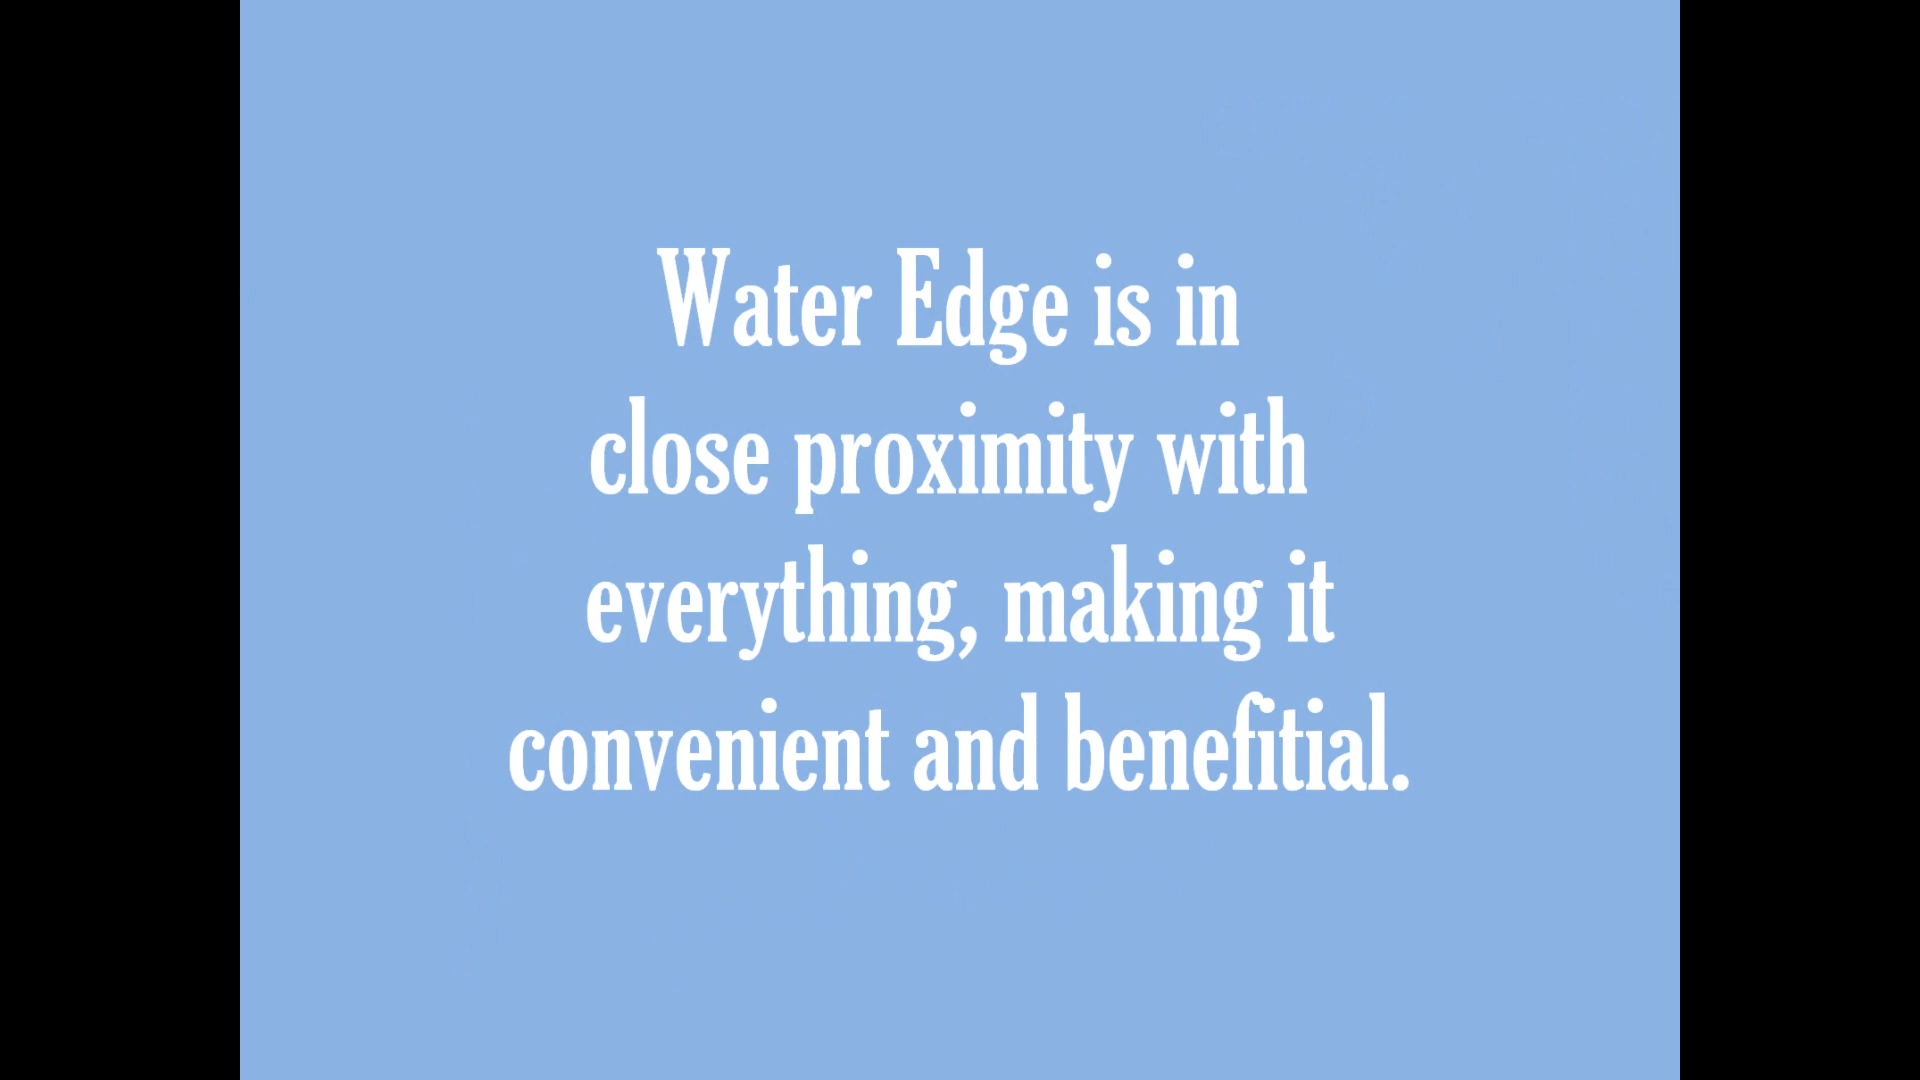 Water Edge is in
close proximity with
everything, making it
convenient and benefitial.